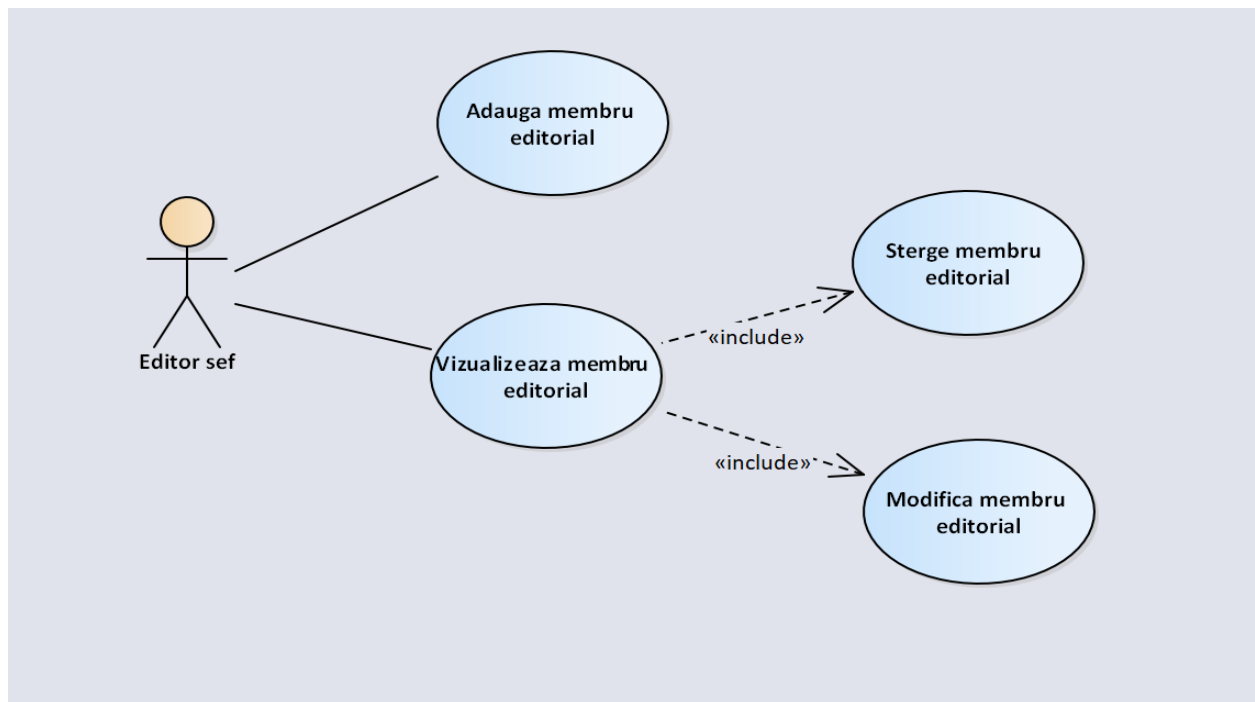 Adauga membru
editorial
Editor sef
Vizualizeaza membru
editorial
«include»
Sterge membru
editorial
«include»
Modifica membru
editorial